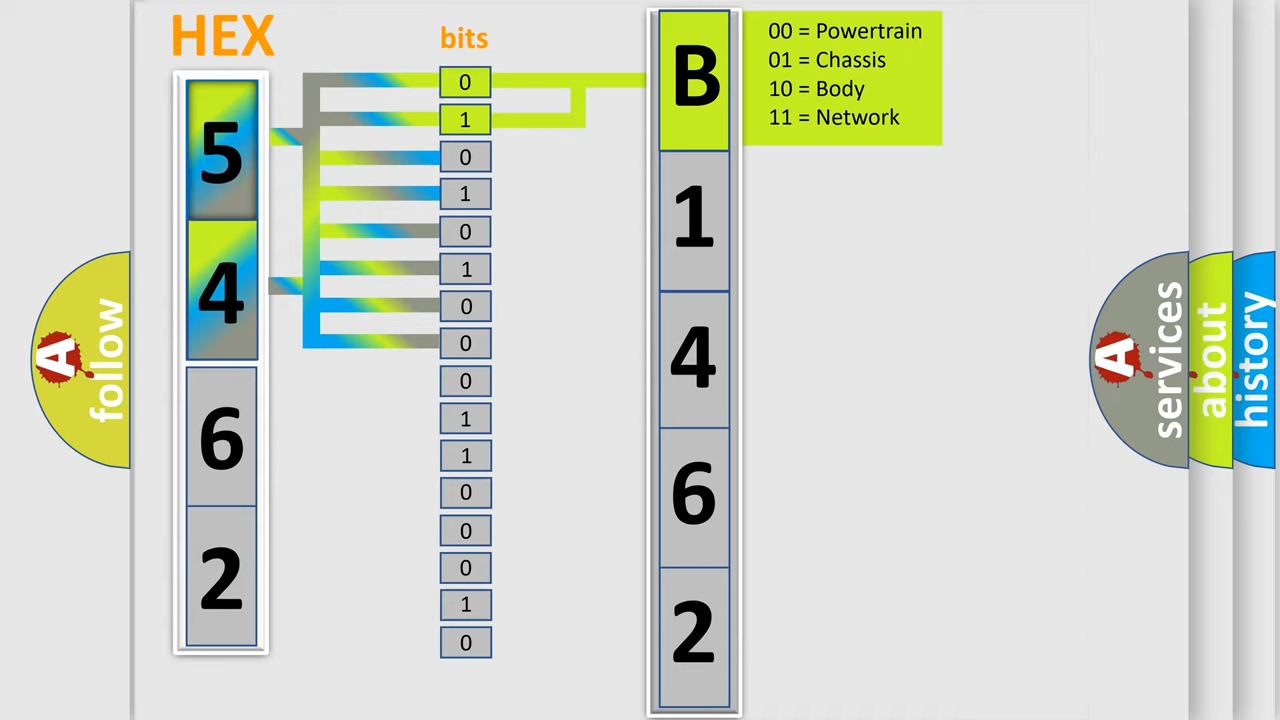 HEX
bits
5
4
6
2
0
1
0
1
0
1
0
0
0
1
1
0
0
0
1
0
B
1
4
6
2
00 = Powertrain
01 = Chassis
10 = Body
11 = Network
A
follow
A
services
about
history